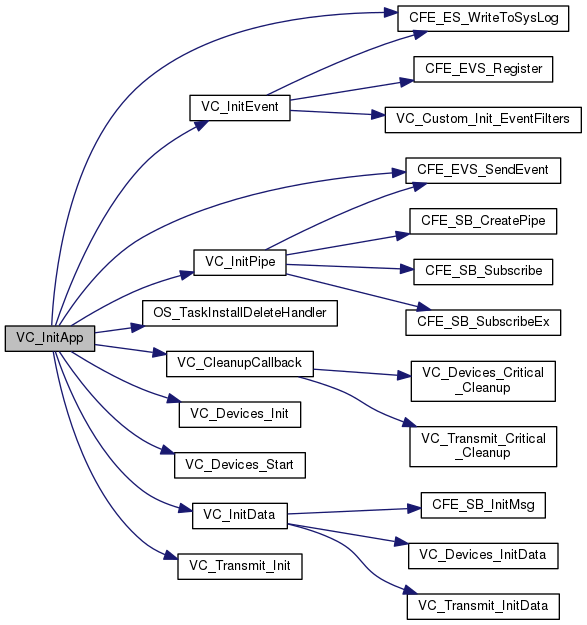 CFE_ES_WriteToSysLog
CFE_EVS_Register
VC_InitEvent
VC_Custom_Init_EventFilters
CFE_EVS_SendEvent
CFE_SB_CreatePipe
VC_InitPipe
CFE_SB_Subscribe
OS_TaskInstallDeleteHandler
CFE_SB_SubscribeEx
VC_InitApp
VC_CleanupCallback
VC_Devices_Critical
_Cleanup
VC_Devices_Init
VC_Transmit_Critical
_Cleanup
VC_Devices_Start
CFE_SB_InitMsg
VC_InitData
VC_Devices_InitData
VC_Transmit_Init
VC_Transmit_InitData